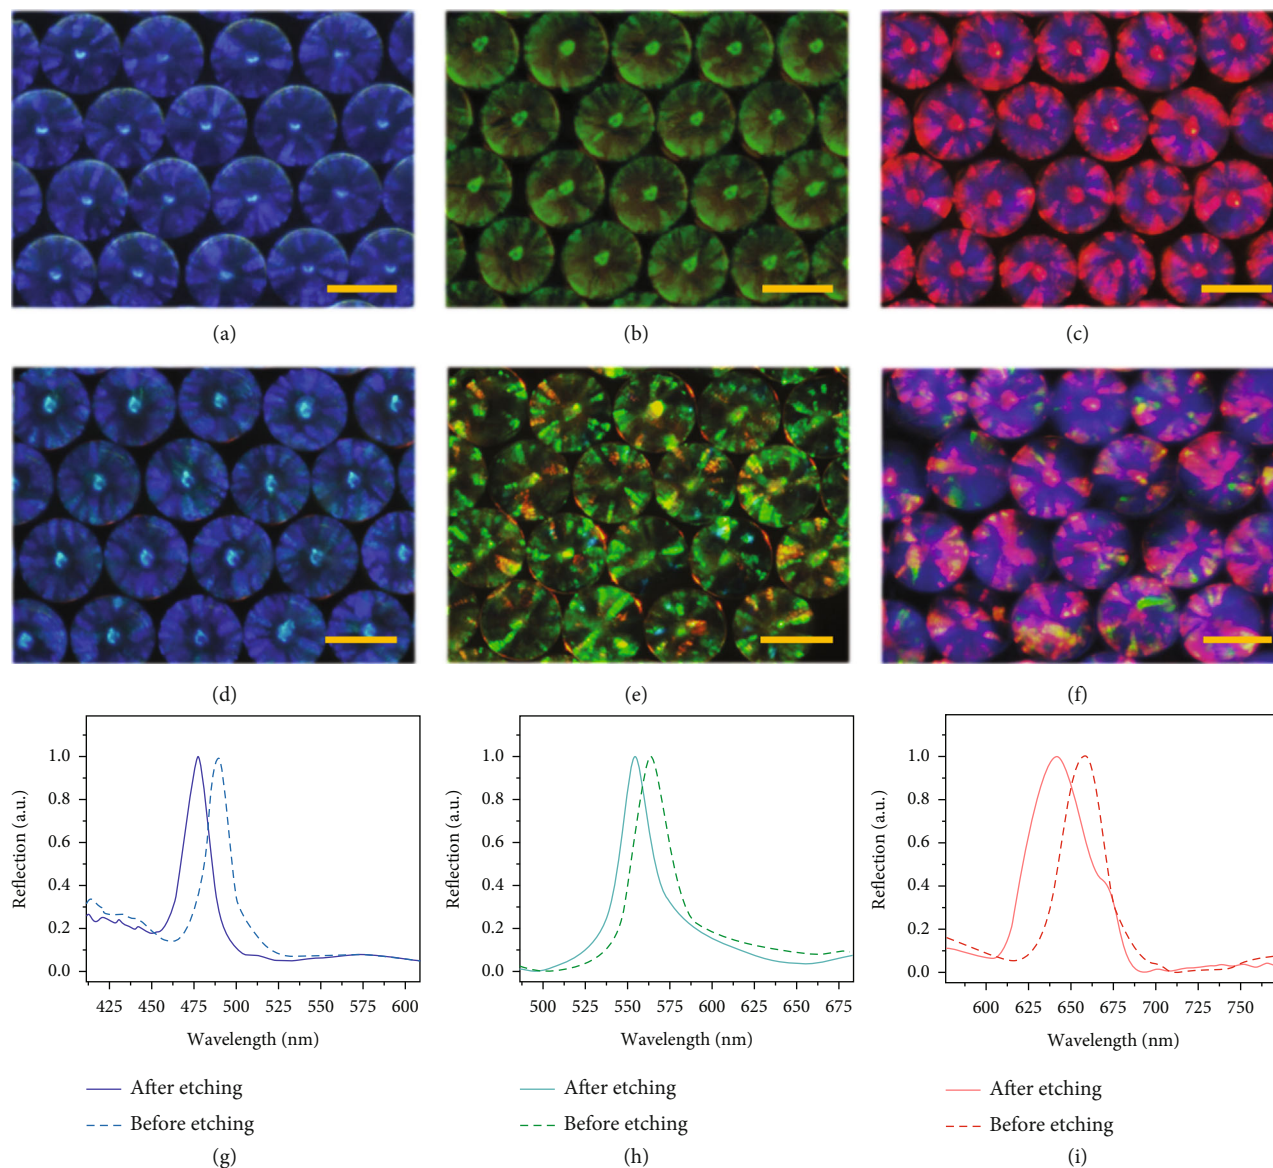 (a) (b) (c)
(d) (e) (f)
1.0 1.0 1.0
0.8 0.8 0.8
0.6 0.6 0.6
0.4 0.4 0.4
0.2 0.2 0.2
0.0 0.0 0.0
Reflection (a.u.) Reflection (a.u.) Reflection (a.u.)
425 450 475 500 525 550 575 600 500 525 550 575 600 625 650 675 600 625 650 675 700 725 750
Wavelength (nm) Wavelength (nm) Wavelength (nm)
After etching After etching After etching
Before etching Before etching Before etching
(g) (h) (i)